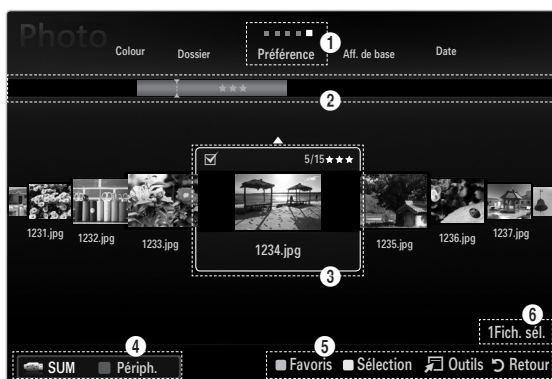 Photo
Colour Dossier Préférence Aff. de base Date
1
★★★
2
5/15★★★
1231.jpg 1232.jpg 1233.jpg 1234.jpg 1235.jpg 1236.jpg 1237.jpg
3
6
1Fich. sél.
4 5
SUM Périph. Favoris Sélection Outils Retour